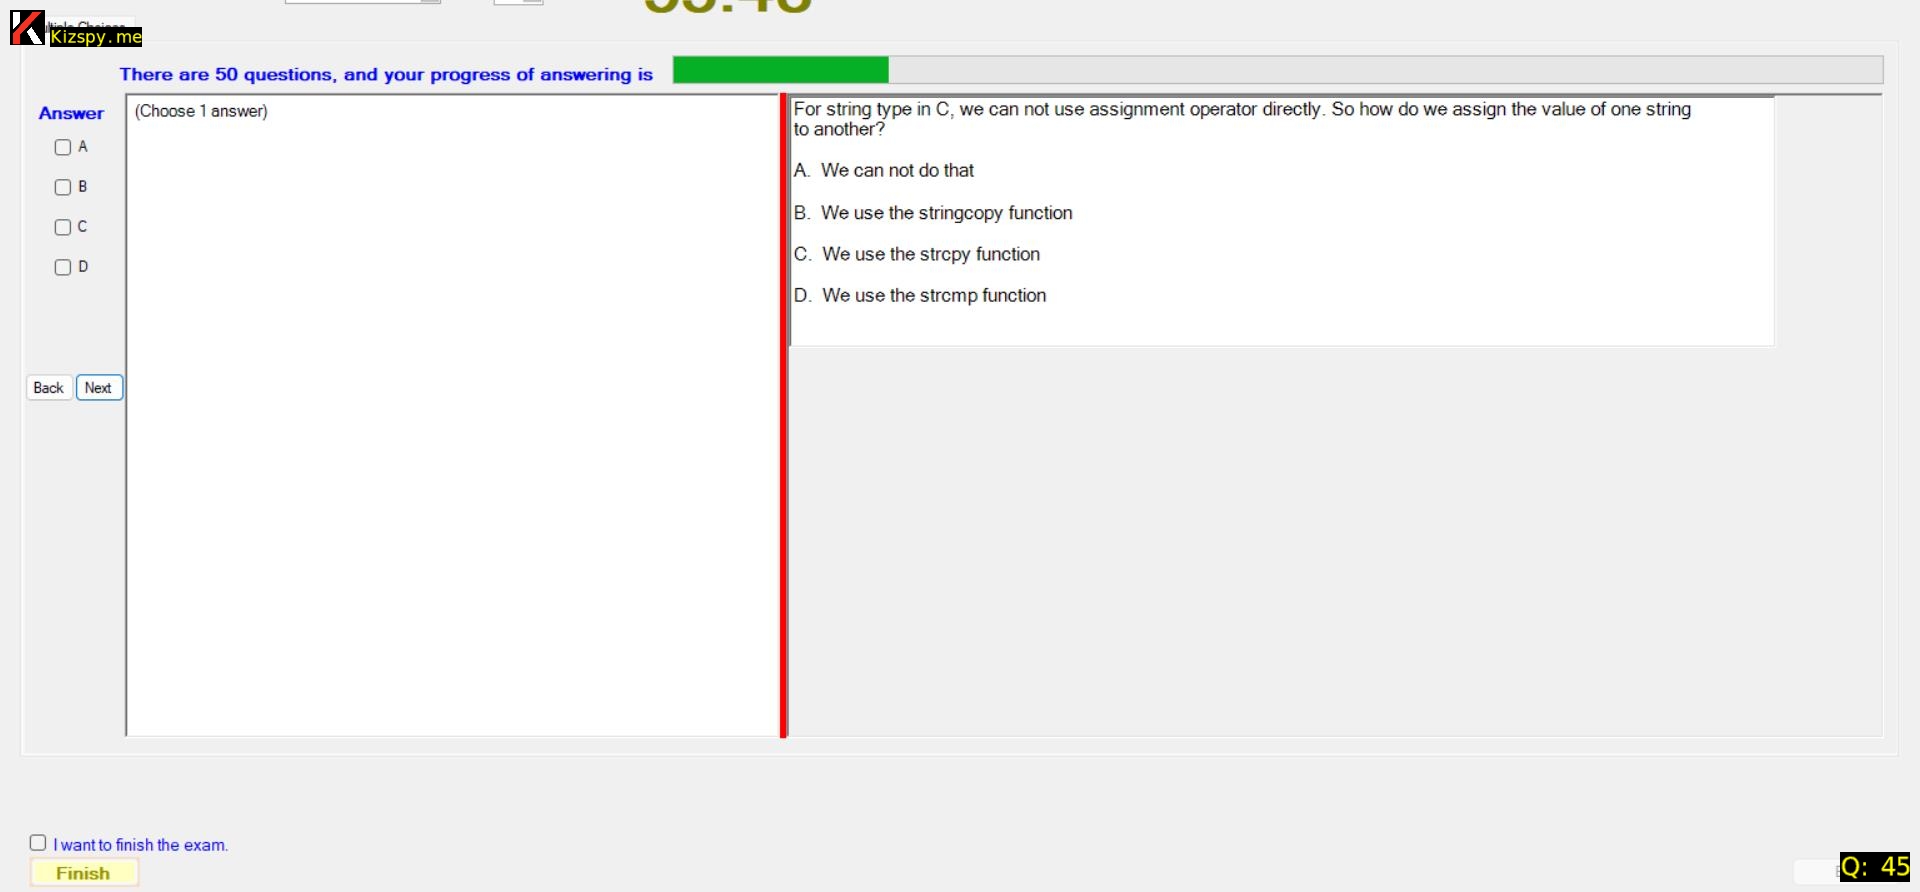 Kizspy.me
There are 50 questions, and your progress of answering is
Answer
(Choose 1 answer)
A
B
C
D
Back Next
For string type in C, we can not use assignment operator directly. So how do we assign the value of one string
to another?
A. We can not do that
B. We use the stringcopy function
C. We use the strcpy function
D. We use the strcmp function
I want to finish the exam.
Finish
Q: 45